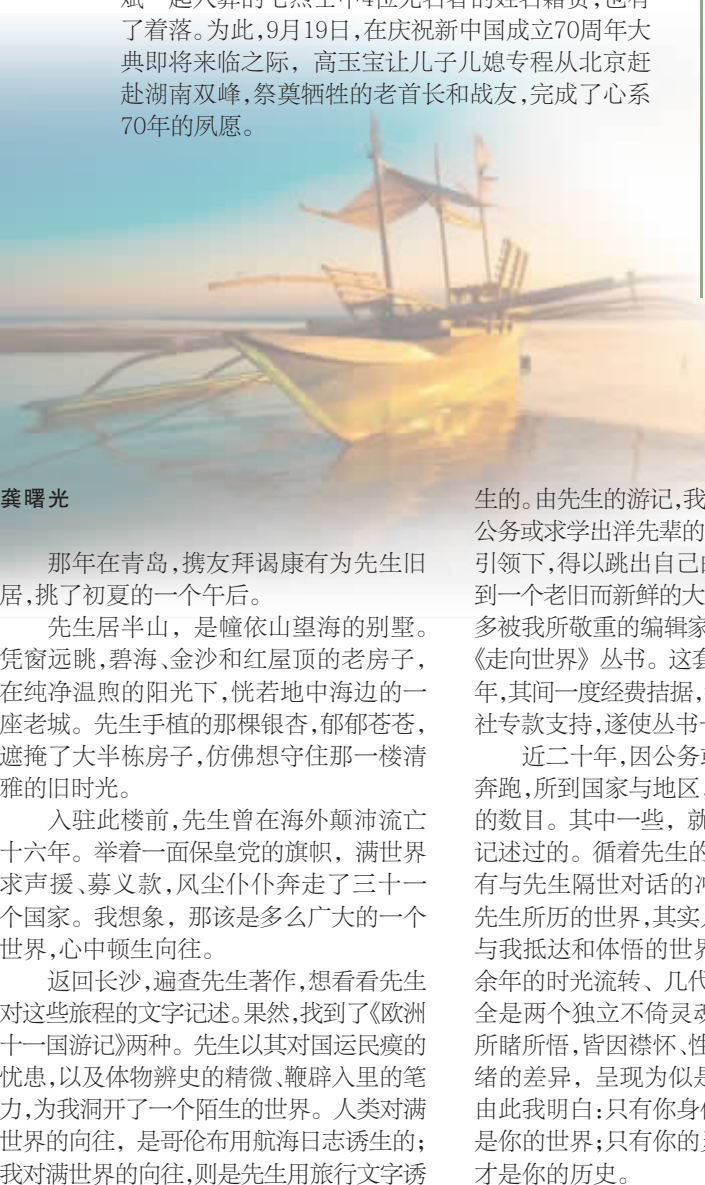 斌一起入葬的七烈士中4位无名者的姓名籍贯,也有
了着落。为此,9月19日,在庆祝新中国成立70周年大
典即将来临之际,高玉宝让儿子儿媳专程从北京赶
赴湖南双峰,祭奠牺牲的老首长和战友,完成了心系
70年的夙愿。
龚曙光
那年在青岛,携友拜谒康有为先生旧
居,挑了初夏的一个午后。
先生居半山,是幢依山望海的别墅。
凭窗远眺,碧海、金沙和红屋顶的老房子,
在纯净温煦的阳光下,恍若地中海边的一
座老城。先生手植的那棵银杏,郁郁苍苍,
遮掩了大半栋房子,仿佛想守住那一楼清
雅的旧时光。
入驻此楼前,先生曾在海外颠沛流亡
十六年。举着一面保皇党的旗帜,满世界
求声援、募义款,风尘仆仆奔走了三十一
个国家。我想象,那该是多么广大的一个
世界,心中顿生向往。
返回长沙,遍查先生著作,想看看先生
对这些旅程的文字记述。果然,找到了《欧洲
十一国游记》两种。先生以其对国运民瘼的
忧患,以及体物辨史的精微、鞭辟入里的笔
力,为我洞开了一个陌生的世界。人类对满
世界的向往,是哥伦布用航海日志诱生的;
我对满世界的向往,则是先生用旅行文字诱
生的。由先生的游记,我
公务或求学出洋先辈的
引领下,得以跳出自己
到一个老旧而新鲜的大
多被我所敬重的编辑家
《走向世界》丛书。这套
年,其间一度经费拮据,
社专款支持,遂使丛书
近二十年,因公务或
奔跑,所到国家与地区,
的数目。其中一些,就
记述过的。循着先生的
有与先生隔世对话的冲
先生所历的世界,其实
与我抵达和体悟的世界
余年的时光流转、几代
全是两个独立不倚灵魂
所睹所悟,皆因襟怀、性
绪的差异,呈现为似是
由此我明白:只有你身
是你的世界;只有你的
才是你的历史。